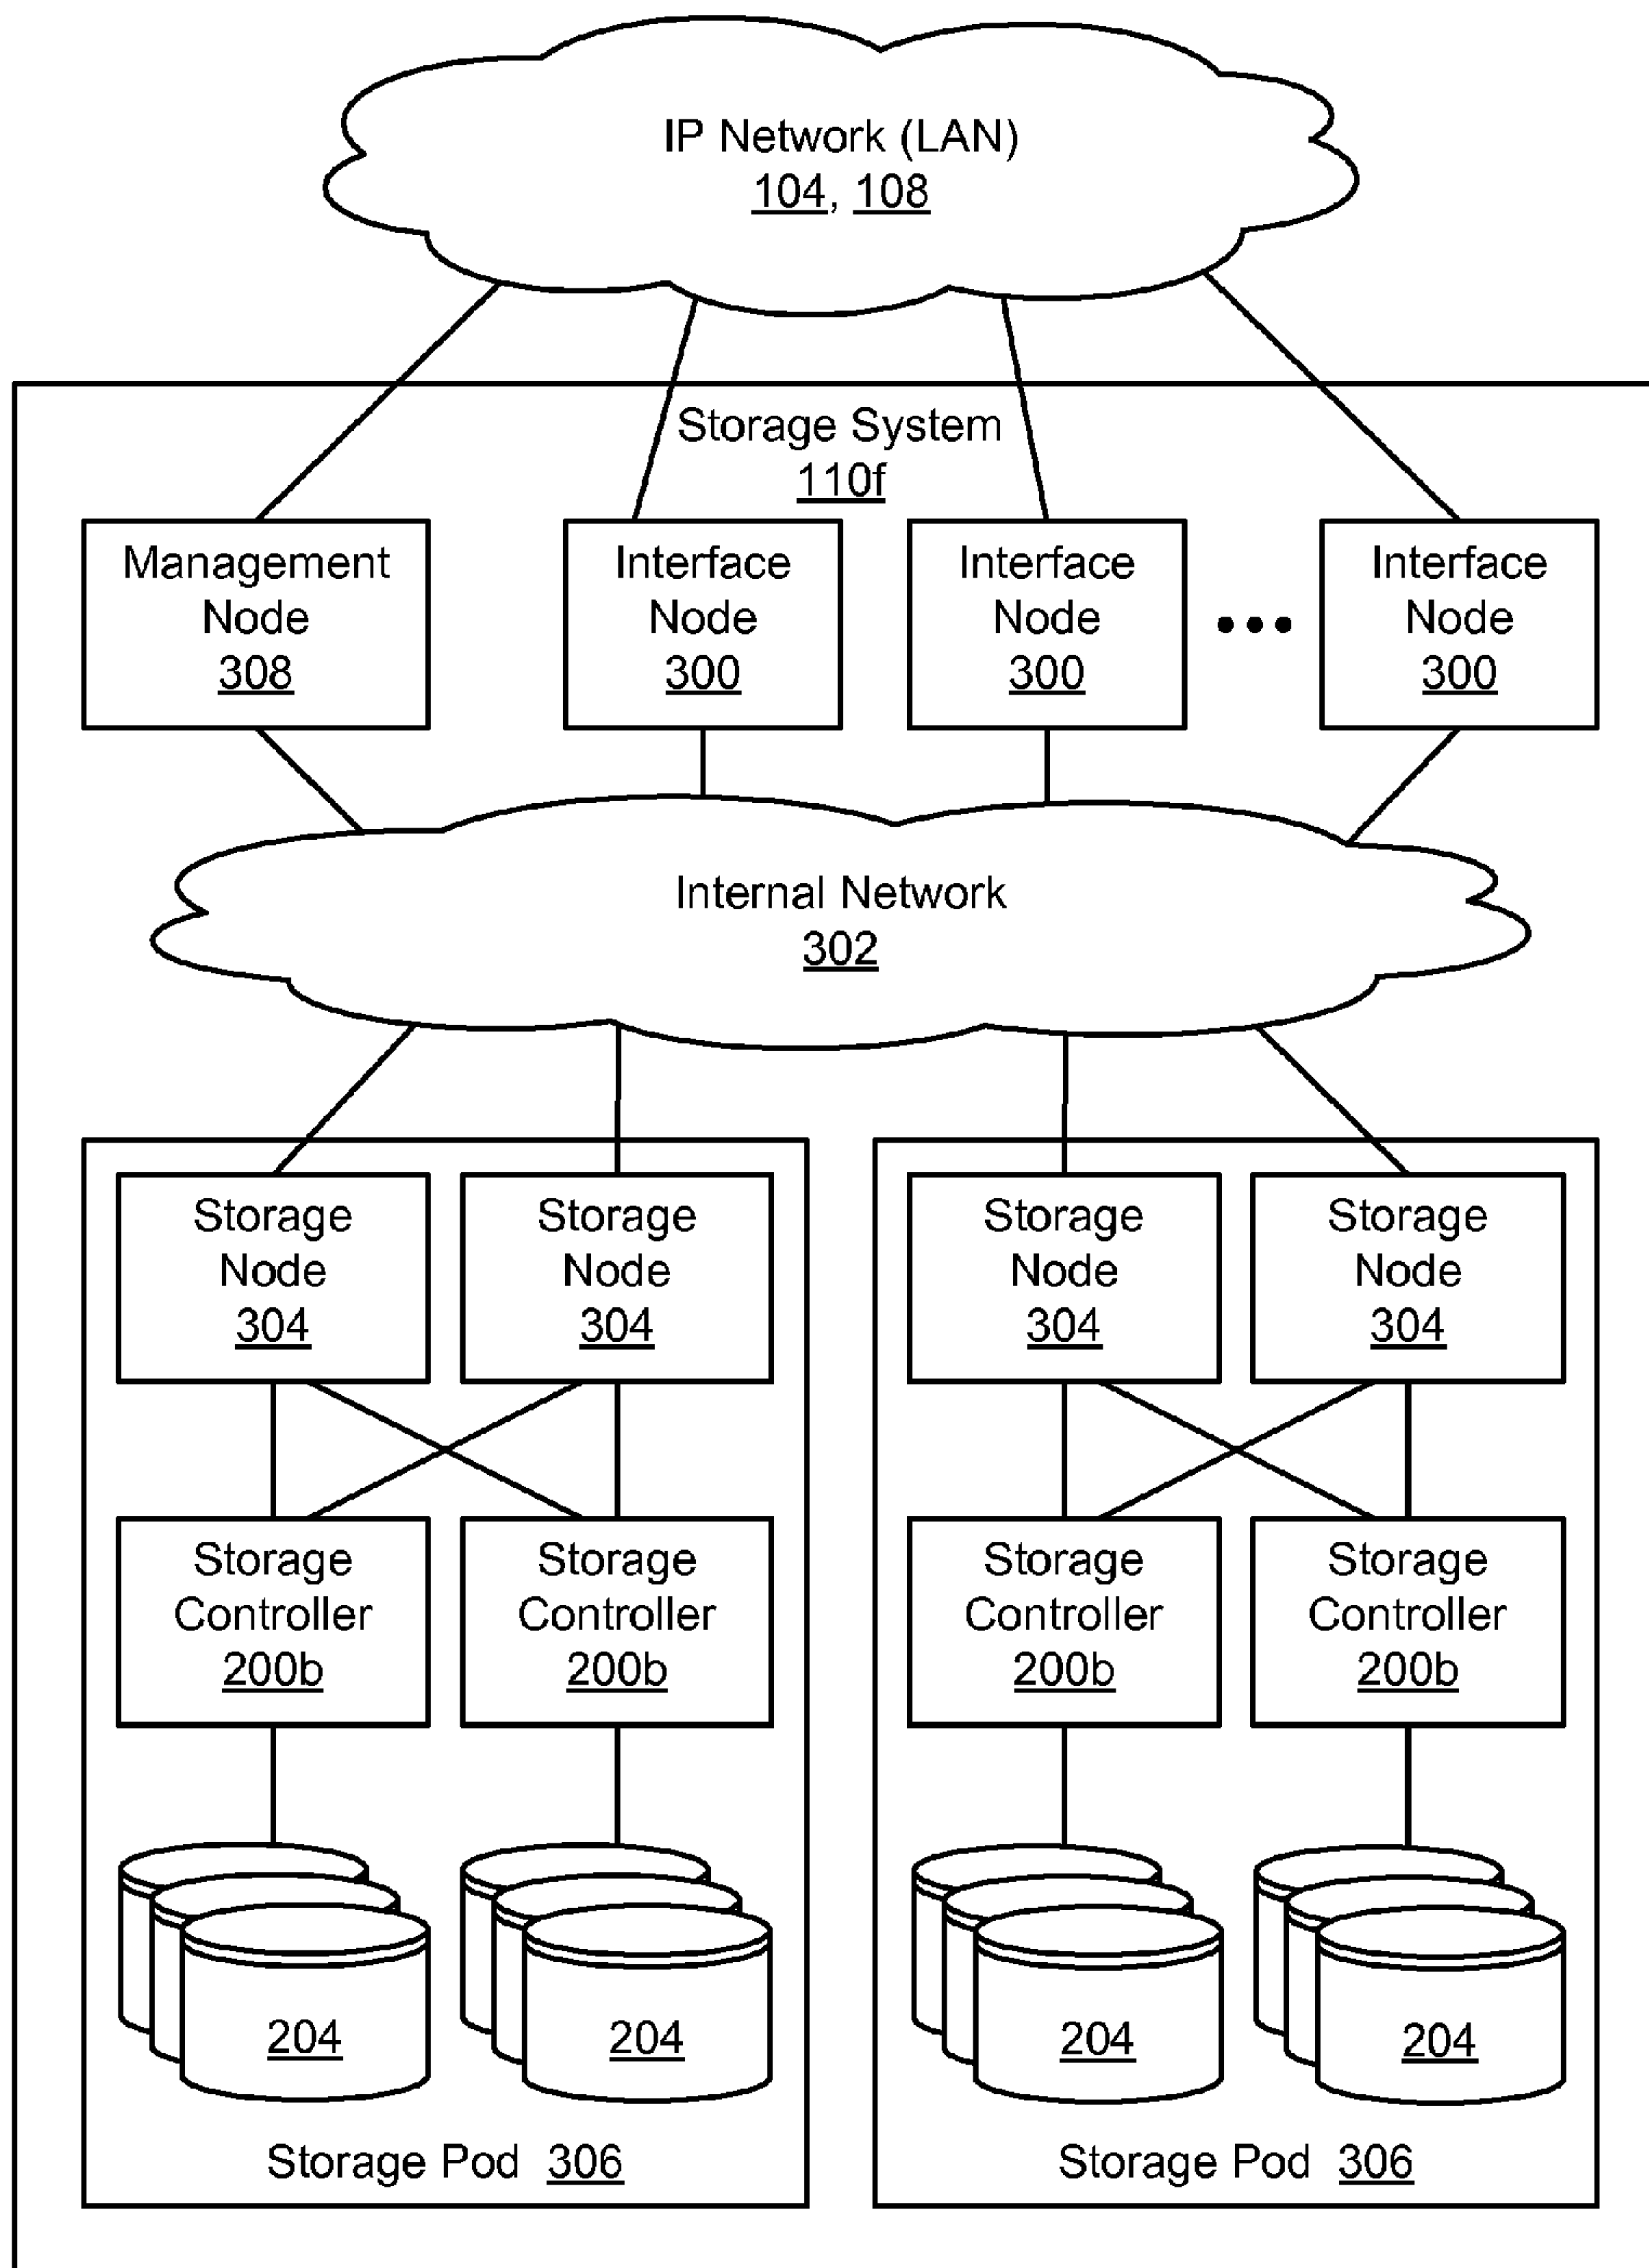 IP Network (LAN)
104, 108
Storage System
110f
Management
Node
308
Interface
Node
300
Interface
Node
300
Interface
Node
300
Internal Network
302
Storage
Node
304
Storage
Node
304
Storage
Node
304
Storage
Node
304
Storage
Controller
200b
Storage
Controller
200b
Storage
Controller
200b
Storage
Controller
200b
204
204
204
204
Storage Pod 306
Storage Pod 306